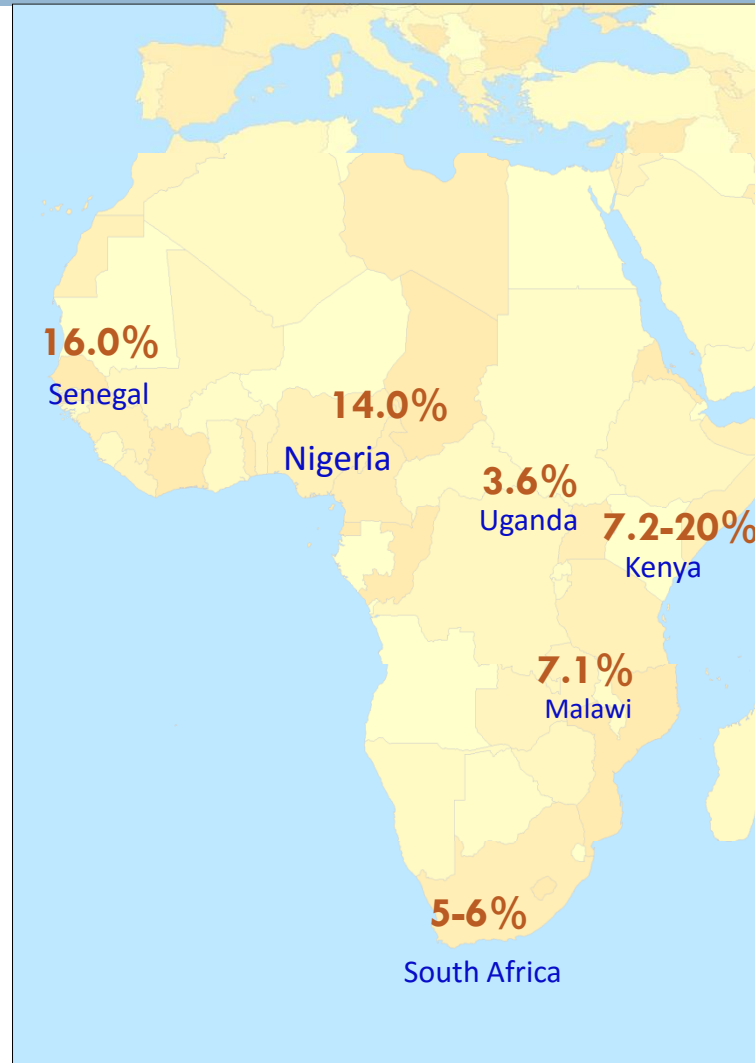 16.0%
Senegal
14.0%
Nigeria
3.6%
Uganda
7.2-20%
Kenya
7.1%
Malawi
5-6%
South Africa